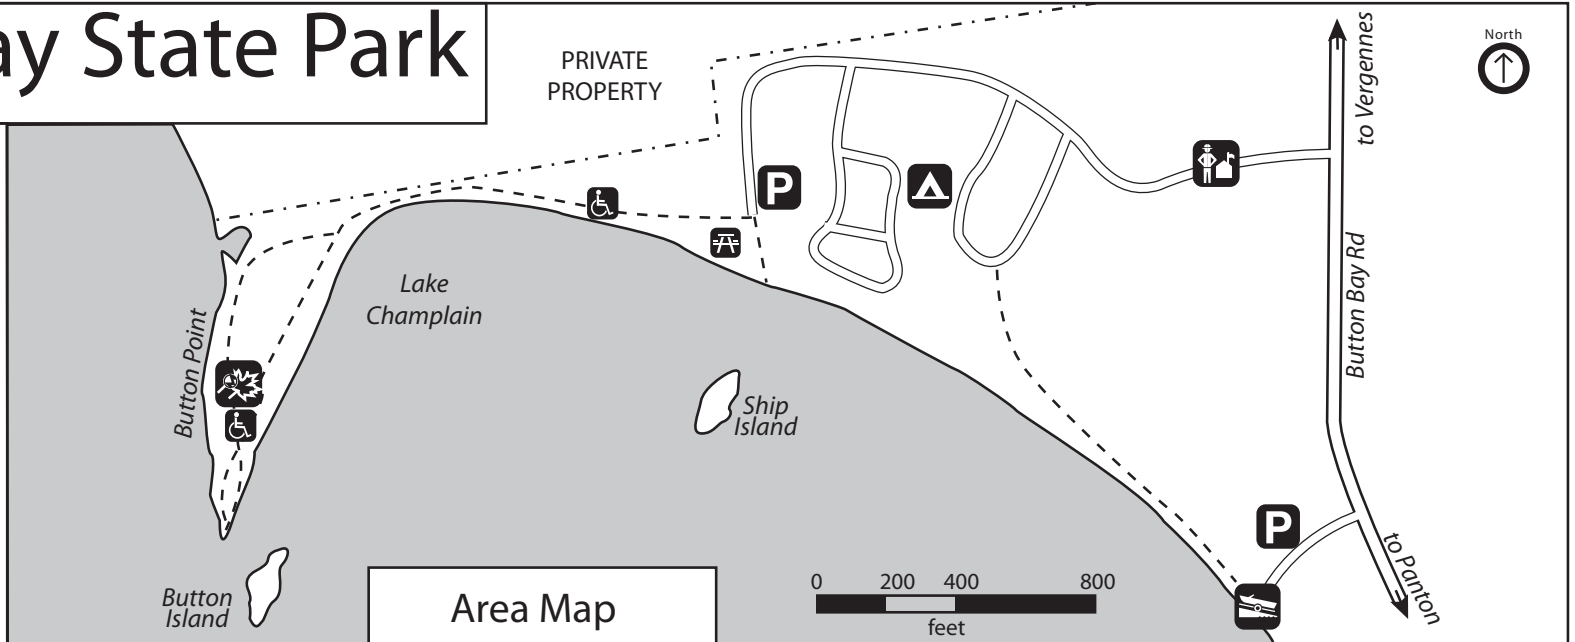 ay State Park
PRIVATE
PROPERTY
to Vergennes
North
P
Lake
Champlain
Button Point
Button Bay Rd
Ship
Island
P
to Panton
Button
Island
Area Map
0 200 400 800
feet